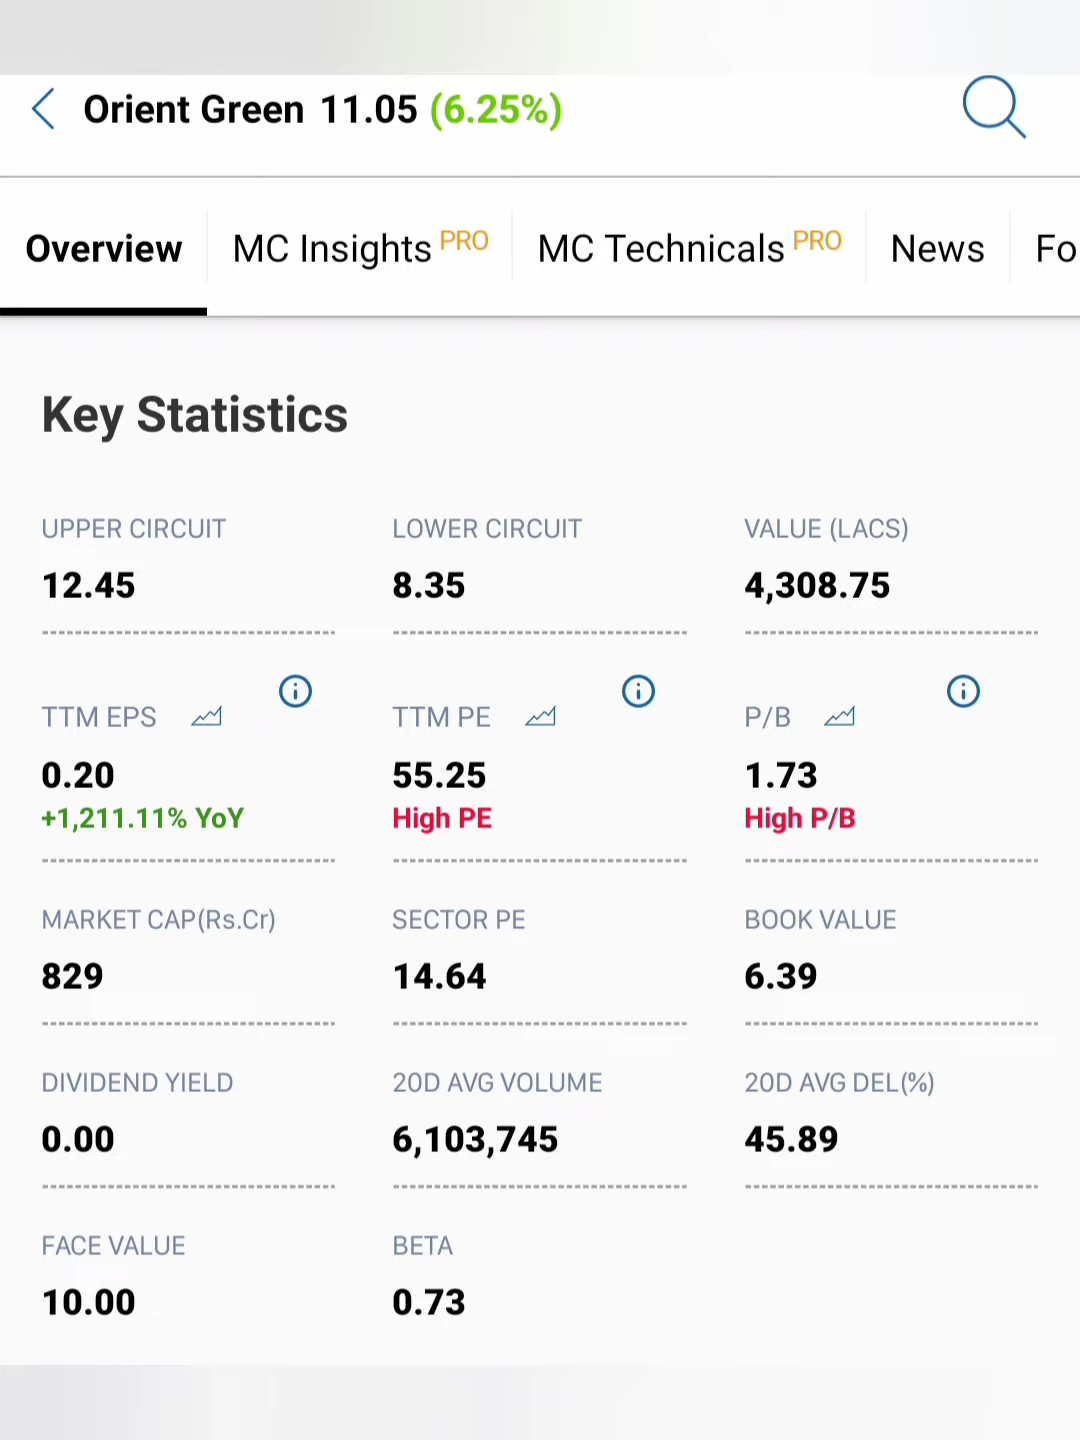 Orient Green 11.05 (6.25%)
Overview MC Insights PRO MC Technicals PRO News Fo
Key Statistics
UPPER CIRCUIT LOWER CIRCUIT VALUE (LACS)
12.45 8.35 4,308.75
TTM EPS TTM PE P/B
0.20 55.25 1.73
+1,211.11% YoY High PE High P/B
MARKET CAP(Rs.Cr) SECTOR PE BOOK VALUE
829 14.64 6.39
DIVIDEND YIELD 20D AVG VOLUME 20D AVG DEL(%)
0.00 6,103,745 45.89
FACE VALUE BETA
10.00 0.73